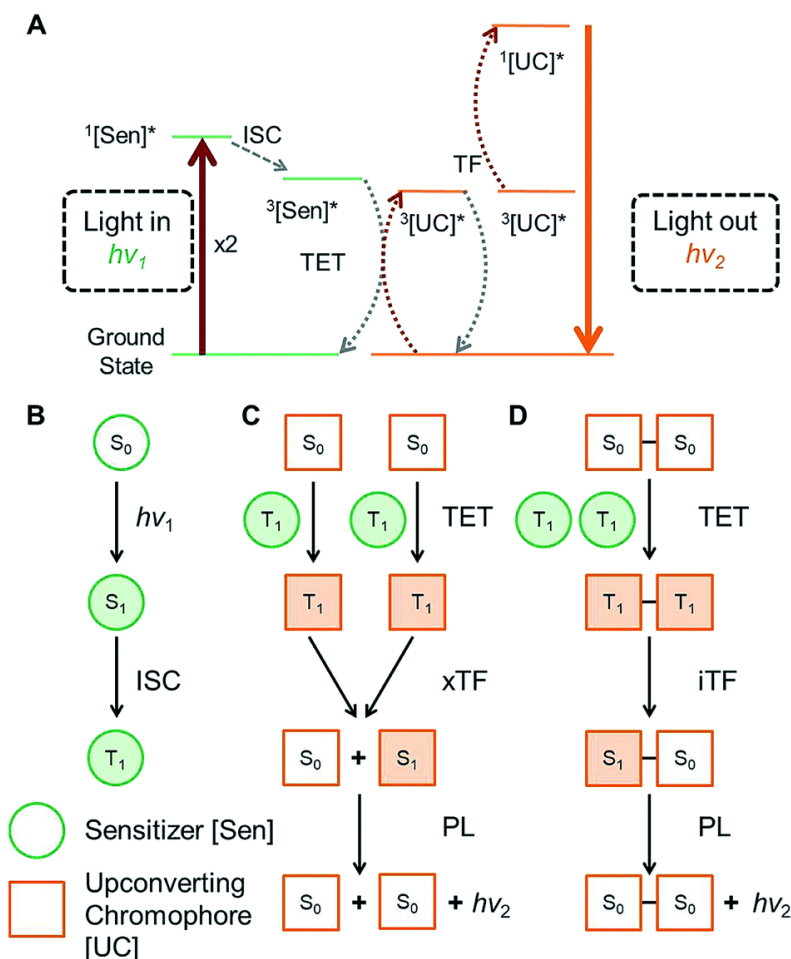 A
¹[UC]*
¹[Sen]*
ISC
TF
³[Sen]*
³[UC]*
³[UC]*
Light in
hv₁
x2
TET
Light out
hv₂
Ground
State
B
C
D
S₀
S₀
S₀
S₀
S₀
hv₁
T₁
T₁
TET
T₁
T₁
TET
S₁
T₁
T₁
T₁
T₁
ISC
xTF
iTF
T₁
S₀
+
S₁
S₁
S₀
PL
PL
Sensitizer [Sen]
Upconverting
Chromophore
[UC]
S₀
+
S₀
+ hv₂
S₀
S₀
+ hv₂